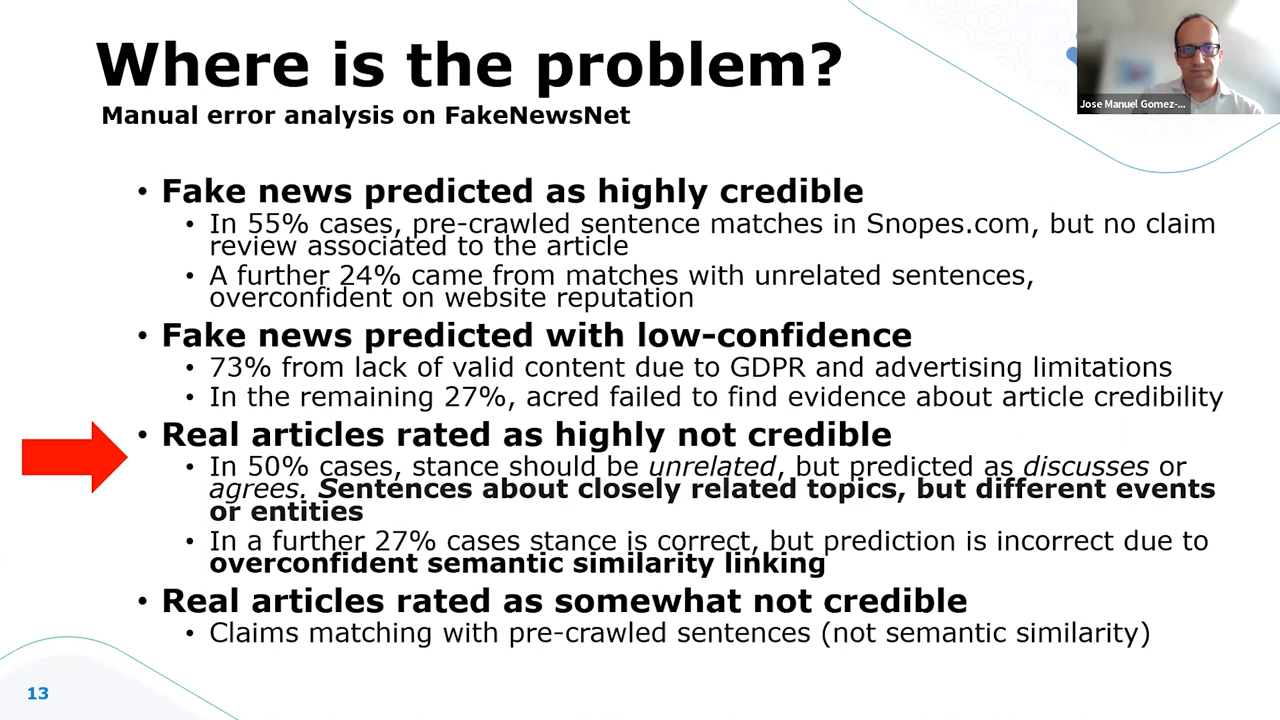 Where is the problem?
Manual error analysis on FakeNewsNet
Jose Manuel Gomez-...
• Fake news predicted as highly credible
• In 55% cases, pre-crawled sentence matches in Snopes.com, but no claim
review associated to the article
• A further 24% came from matches with unrelated sentences,
overconfident on website reputation
• Fake news predicted with low-confidence
• 73% from lack of valid content due to GDPR and advertising limitations
• In the remaining 27%, acred failed to find evidence about article credibility
• Real articles rated as highly not credible
• In 50% cases, stance should be unrelated, but predicted as discusses or
agrees. Sentences about closely related topics, but different events
or entities
• In a further 27% cases stance is correct, but prediction is incorrect due to
overconfident semantic similarity linking
• Real articles rated as somewhat not credible
• Claims matching with pre-crawled sentences (not semantic similarity)
13